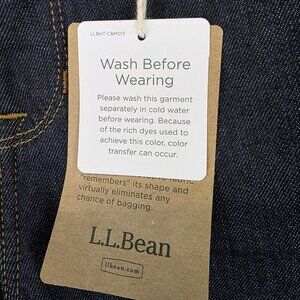 LLBHT-C&M013
Wash Before
Wearing
Please wash this garment
separately in cold water
before wearing. Because
of the rich dyes used to
achieve this color, color
transfer can occur.
"remembers" its shape and
virtually eliminates any
chance of bagging.
L.L.Bean
llbean.com